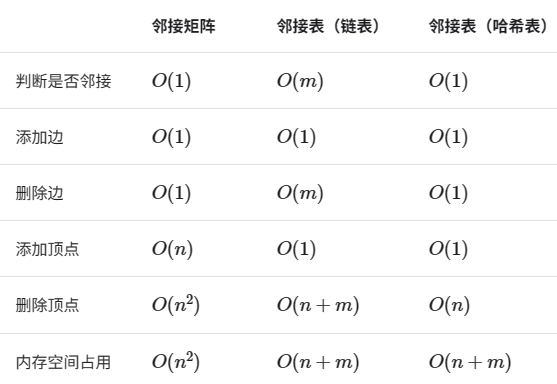 邻接矩阵 邻接表（链表） 邻接表（哈希表）
判断是否邻接 O(1) O(m) O(1)
添加边 O(1) O(1) O(1)
删除边 O(1) O(m) O(1)
添加顶点 O(n) O(1) O(1)
删除顶点 O(n²) O(n + m) O(n)
内存空间占用 O(n²) O(n + m) O(n + m)